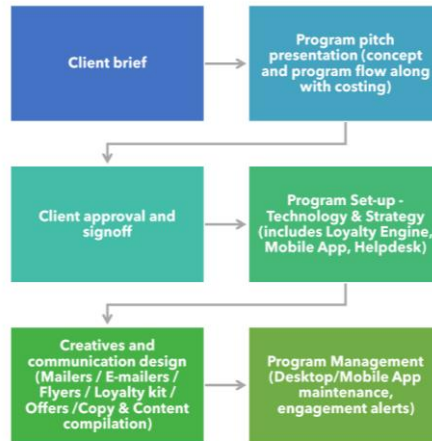 Client brief
Program pitch
presentation (concept
and program flow along
with costing)
Client approval and
signoff
Program Set-up -
Technology & Strategy
(includes Loyalty Engine,
Mobile App, Helpdesk)
Creatives and
communication design
(Mailers / E-mailers /
Flyers / Loyalty kit /
Offers /Copy & Content
compilation)
Program Management
(Desktop/Mobile App
maintenance,
engagement alerts)